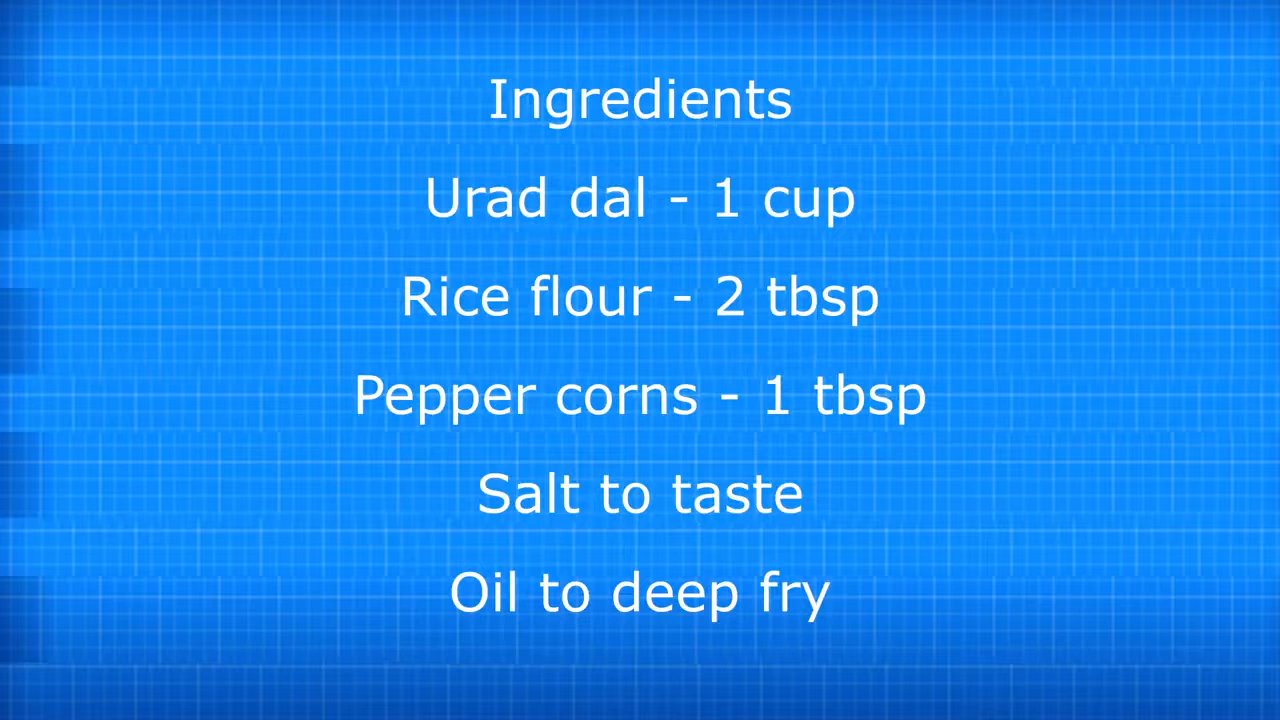 Ingredients
Urad dal - 1 cup
Rice flour - 2 tbsp
Pepper corns - 1 tbsp
Salt to taste
Oil to deep fry